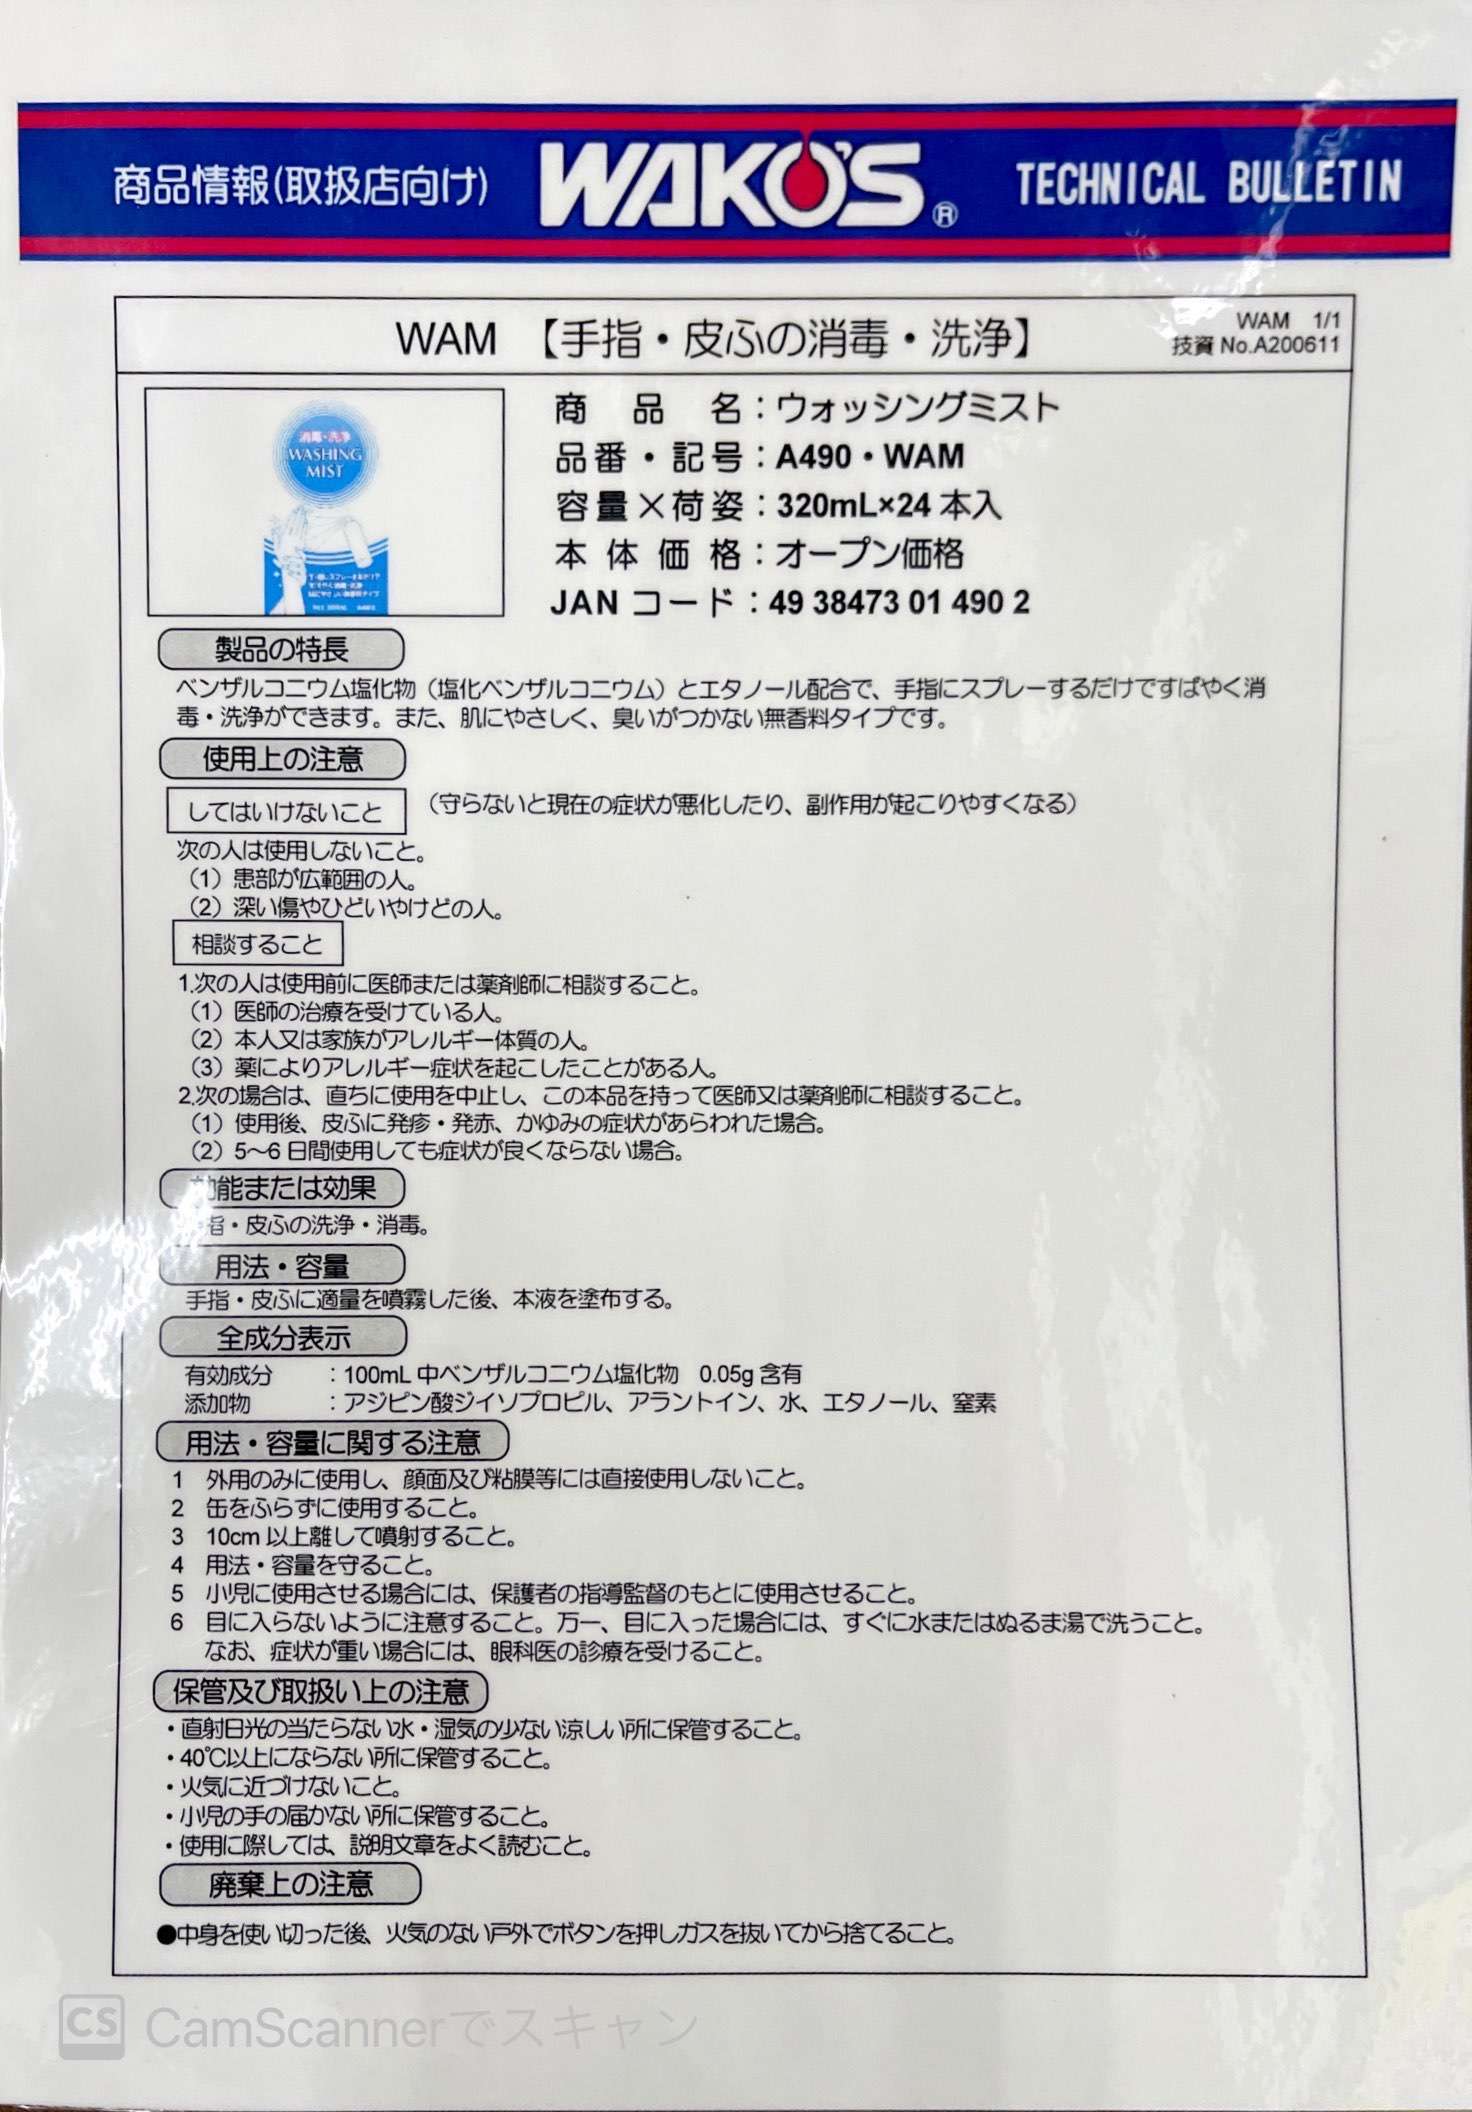 商品情報(取扱店向け)
WAKO'S®
TECHNICAL BULLETIN
WAM 【手指・皮ふの消毒・洗浄】
WAM 1/1
技資 No.A200611
消毒・洗浄
WASHING
MIST
商品名：ウォッシングミスト
品番・記号：A490・WAM
容量×荷姿：320mL×24本入
本体価格：オープン価格
JANコード：49 38473 01 490 2
製品の特長
ベンザルコニウム塩化物（塩化ベンザルコニウム）とエタノール配合で、手指にスプレーするだけですばやく消
毒・洗浄ができます。また、肌にやさしく、臭いがつかない無香料タイプです。
使用上の注意
してはいけないこと （守らないと現在の症状が悪化したり、副作用が起こりやすくなる）
次の人は使用しないこと。
（1）患部が広範囲の人。
（2）深い傷やひどいやけどの人。
相談すること
1.次の人は使用前に医師または薬剤師に相談すること。
（1）医師の治療を受けている人。
（2）本人又は家族がアレルギー体質の人。
（3）薬によりアレルギー症状を起こしたことがある人。
2.次の場合は、直ちに使用を中止し、この本品を持って医師又は薬剤師に相談すること。
（1）使用後、皮ふに発疹・発赤、かゆみの症状があらわれた場合。
（2）5～6日間使用しても症状が良くならない場合。
効能または効果
手指・皮ふの洗浄・消毒。
用法・容量
手指・皮ふに適量を噴霧した後、本液を塗布する。
全成分表示
有効成分 ：100mL中ベンザルコニウム塩化物 0.05g含有
添加物 ：アジピン酸ジイソプロピル、アラントイン、水、エタノール、窒素
用法・容量に関する注意
1 外用のみに使用し、顔面及び粘膜等には直接使用しないこと。
2 缶をふらずに使用すること。
3 10cm以上離して噴射すること。
4 用法・容量を守ること。
5 小児に使用させる場合には、保護者の指導監督のもとに使用させること。
6 目に入らないように注意すること。万一、目に入った場合には、すぐに水またはぬるま湯で洗うこと。
なお、症状が重い場合には、眼科医の診療を受けること。
保管及び取扱い上の注意
・直射日光の当たらない水・湿気の少ない涼しい所に保管すること。
・40℃以上にならない所に保管すること。
・火気に近づけないこと。
・小児の手の届かない所に保管すること。
・使用に際しては、説明文章をよく読むこと。
廃棄上の注意
●中身を使い切った後、火気のない戸外でボタンを押しガスを抜いてから捨てること。
CS CamScannerでスキャン